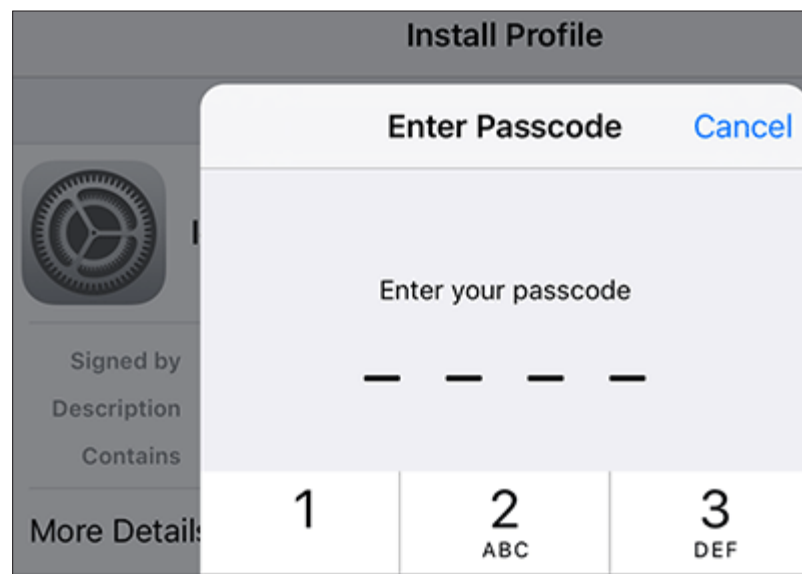 Install Profile
Enter Passcode
Cancel
Enter your passcode
Signed by
Description
Contains
More Details
1
2
3
ABC
DEF